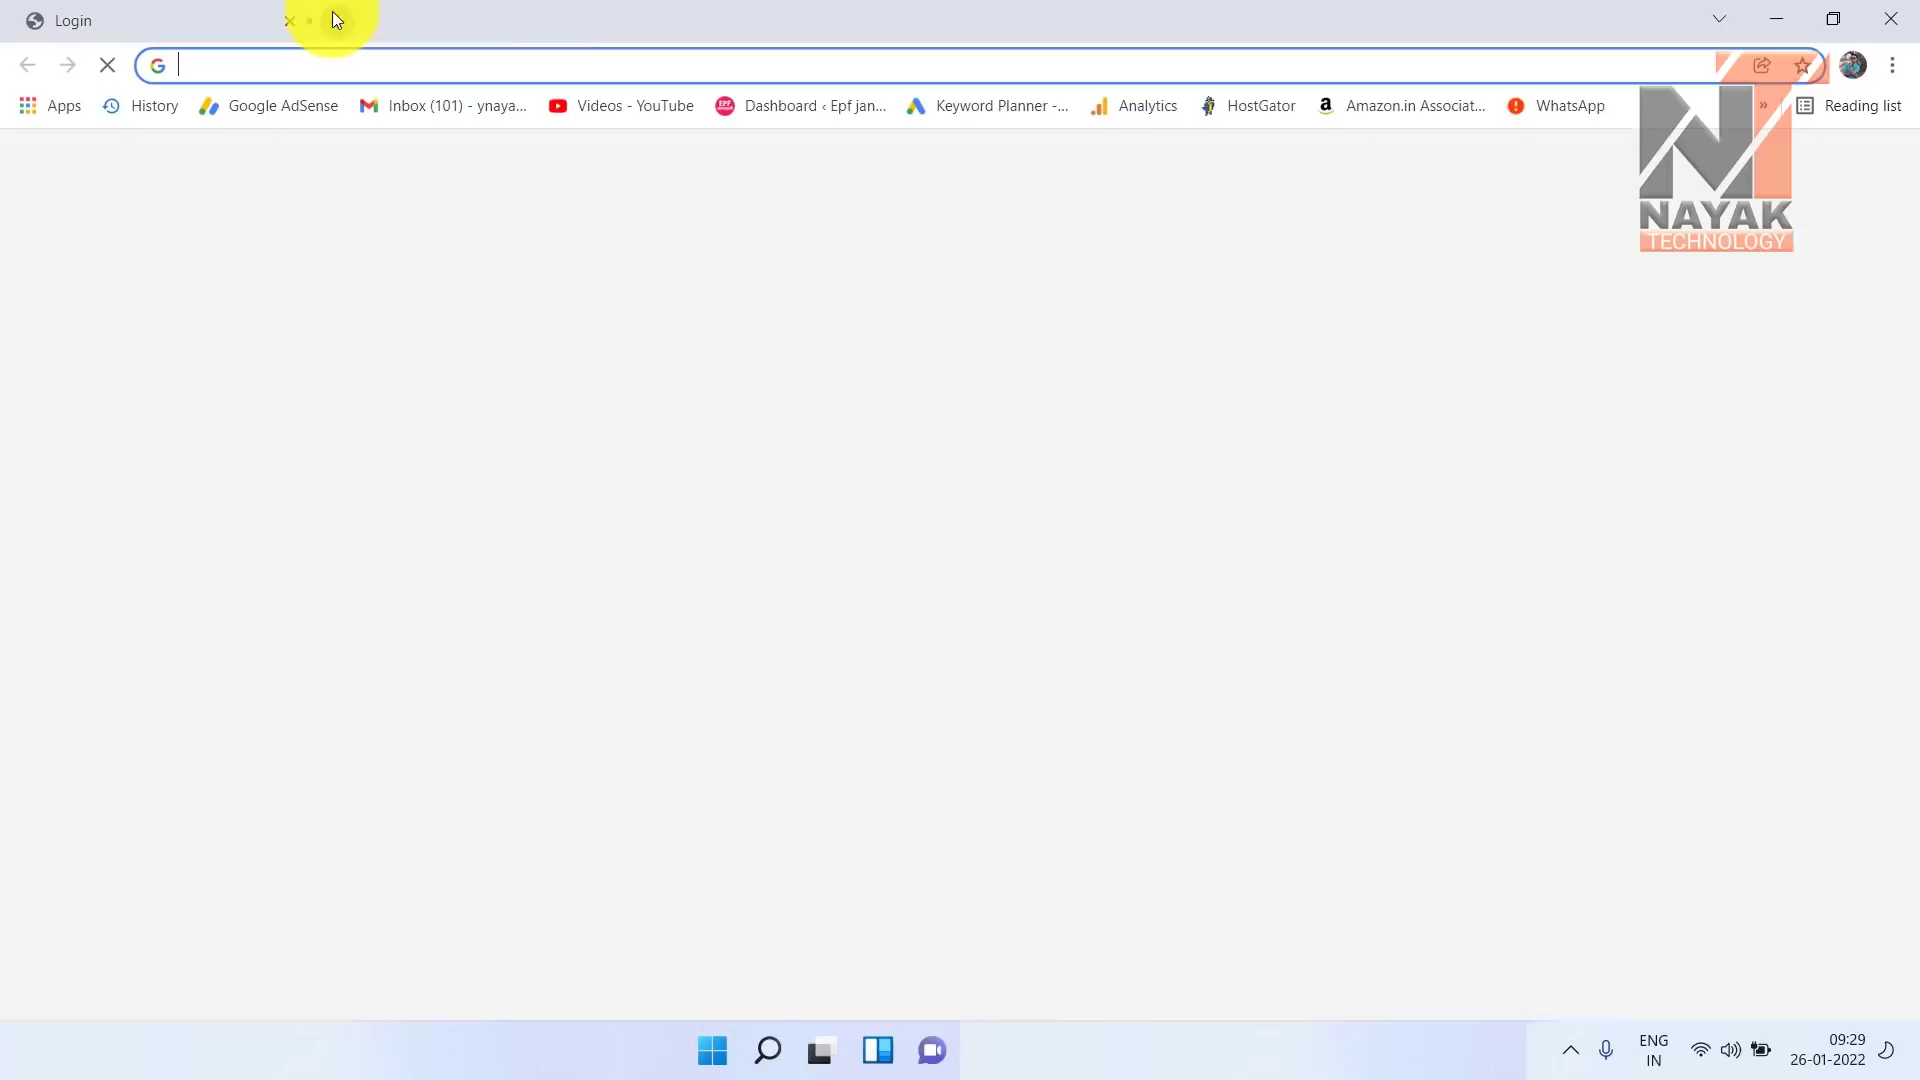 Login
Apps
History
Google AdSense
Inbox (101) - ynaya...
Videos - YouTube
Dashboard ‹ Epf jan...
Keyword Planner -...
Analytics
HostGator
Amazon.in Associat...
WhatsApp
»
Reading list
NAYAK
TECHNOLOGY
ENG
IN
09:29
26-01-2022